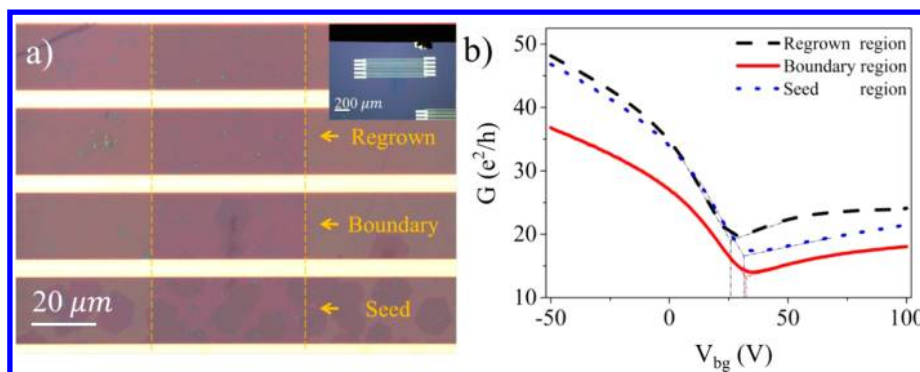 a)
200 μm
Regrown
Boundary
Seed
20 μm
b)
Regrown region
Boundary region
Seed region
G (e²/h)
50
40
30
20
10
-50
0
50
100
V_bg (V)